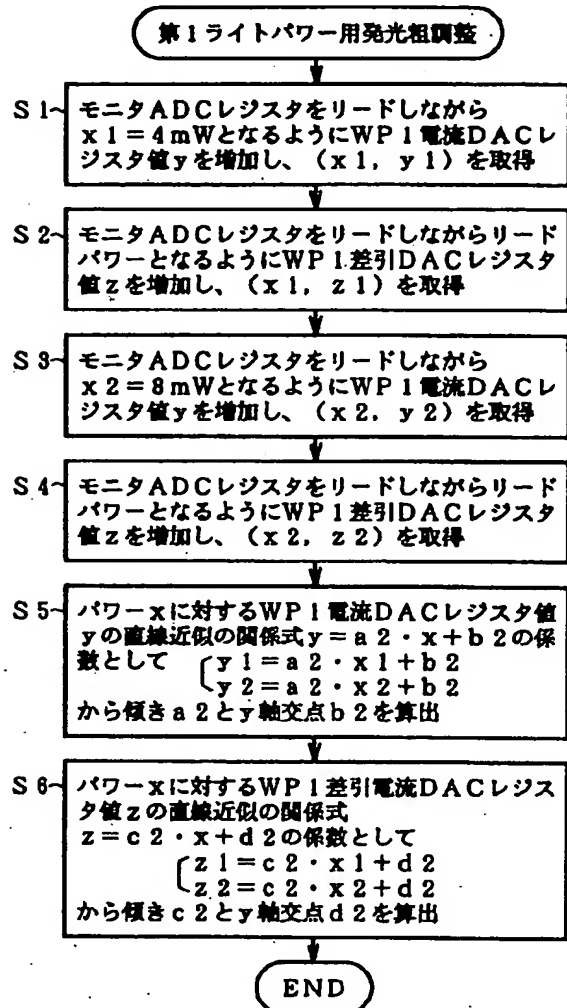 第1ライトパワー用発光粗調整
S1 モニタADCレジスタをリードしながら
x1=4mWとなるようにWP1電流DACレ
ジスタ値yを増加し、(x1, y1)を取得
S2 モニタADCレジスタをリードしながらリード
パワーとなるようにWP1差引DACレジスタ
値zを増加し、(x1, z1)を取得
S3 モニタADCレジスタをリードしながら
x2=8mWとなるようにWP1電流DACレ
ジスタ値yを増加し、(x2, y2)を取得
S4 モニタADCレジスタをリードしながらリード
パワーとなるようにWP1差引DACレジスタ
値zを増加し、(x2, z2)を取得
S5 パワーxに対するWP1電流DACレジスタ値
yの直線近似の関係式y=a2・x+b2の係
数として y1=a2・x1+b2
y2=a2・x2+b2
から傾きa2とy軸交点b2を算出
S6 パワーxに対するWP1差引電流DACレジス
タ値zの直線近似の関係式
z=c2・x+d2の係数として
z1=c2・x1+d2
z2=c2・x2+d2
から傾きc2とy軸交点d2を算出
END